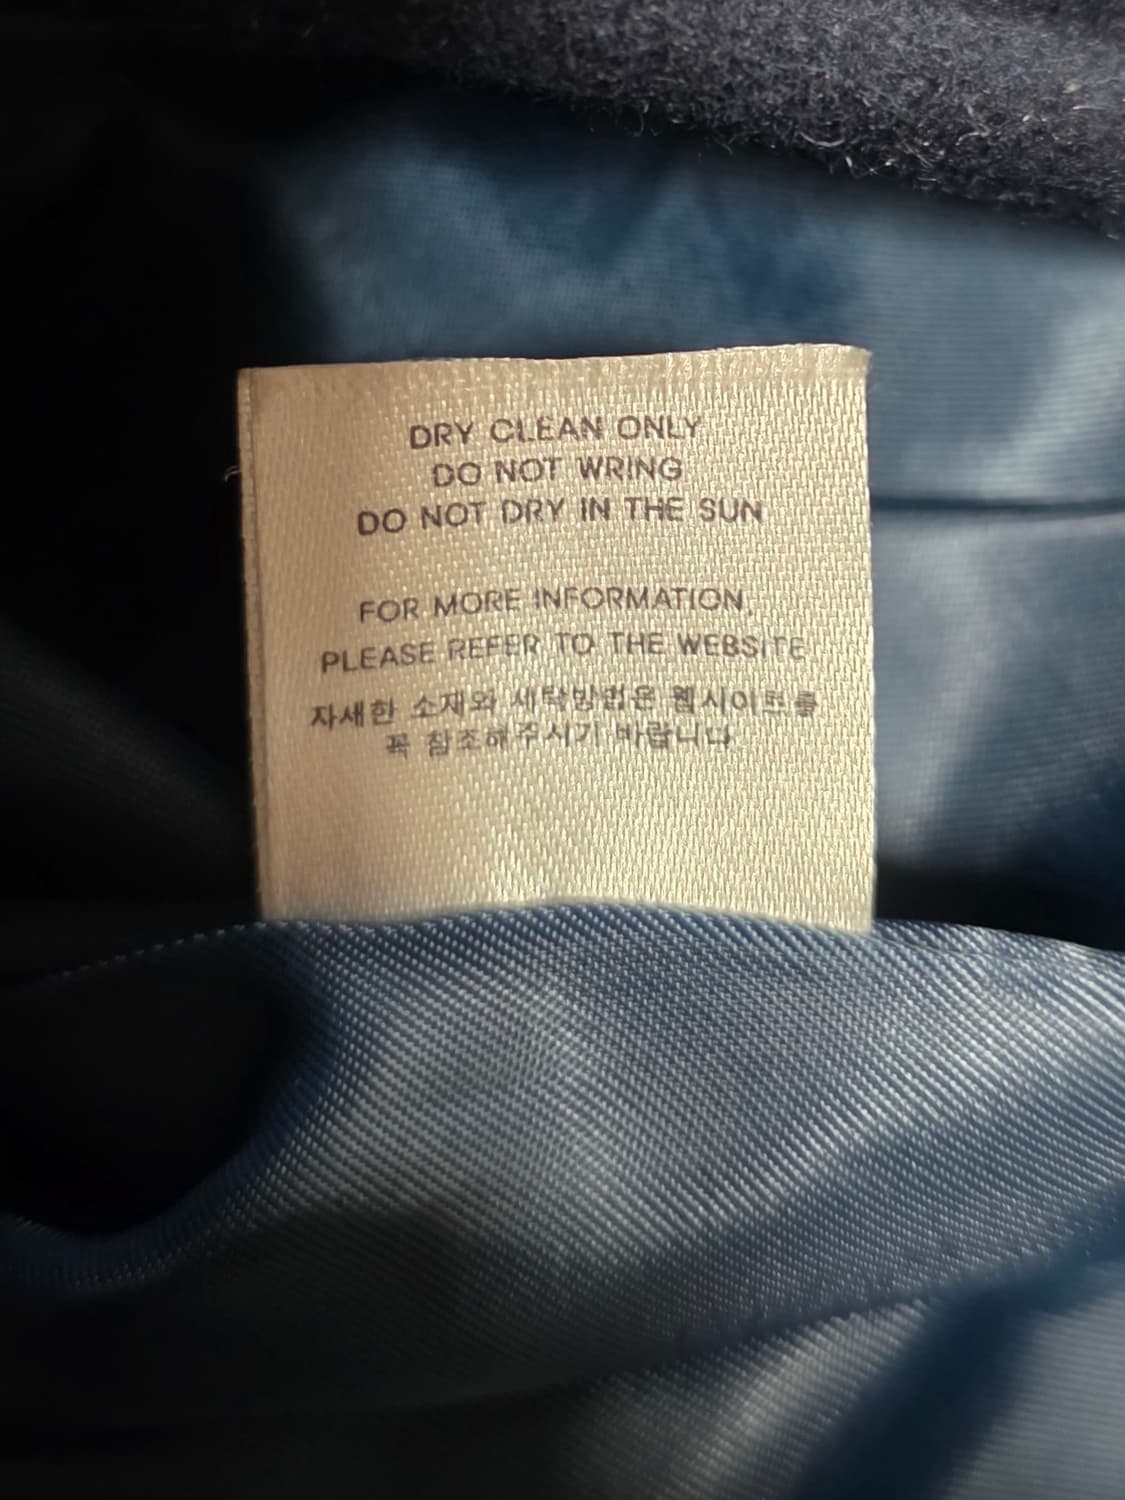 DRY CLEAN ONLY
DO NOT WRING
DO NOT DRY IN THE SUN
FOR MORE INFORMATION,
PLEASE REFER TO THE WEBSITE
자세한 소재와 세탁방법은 웹사이트를
꼭 참조해주시기 바랍니다